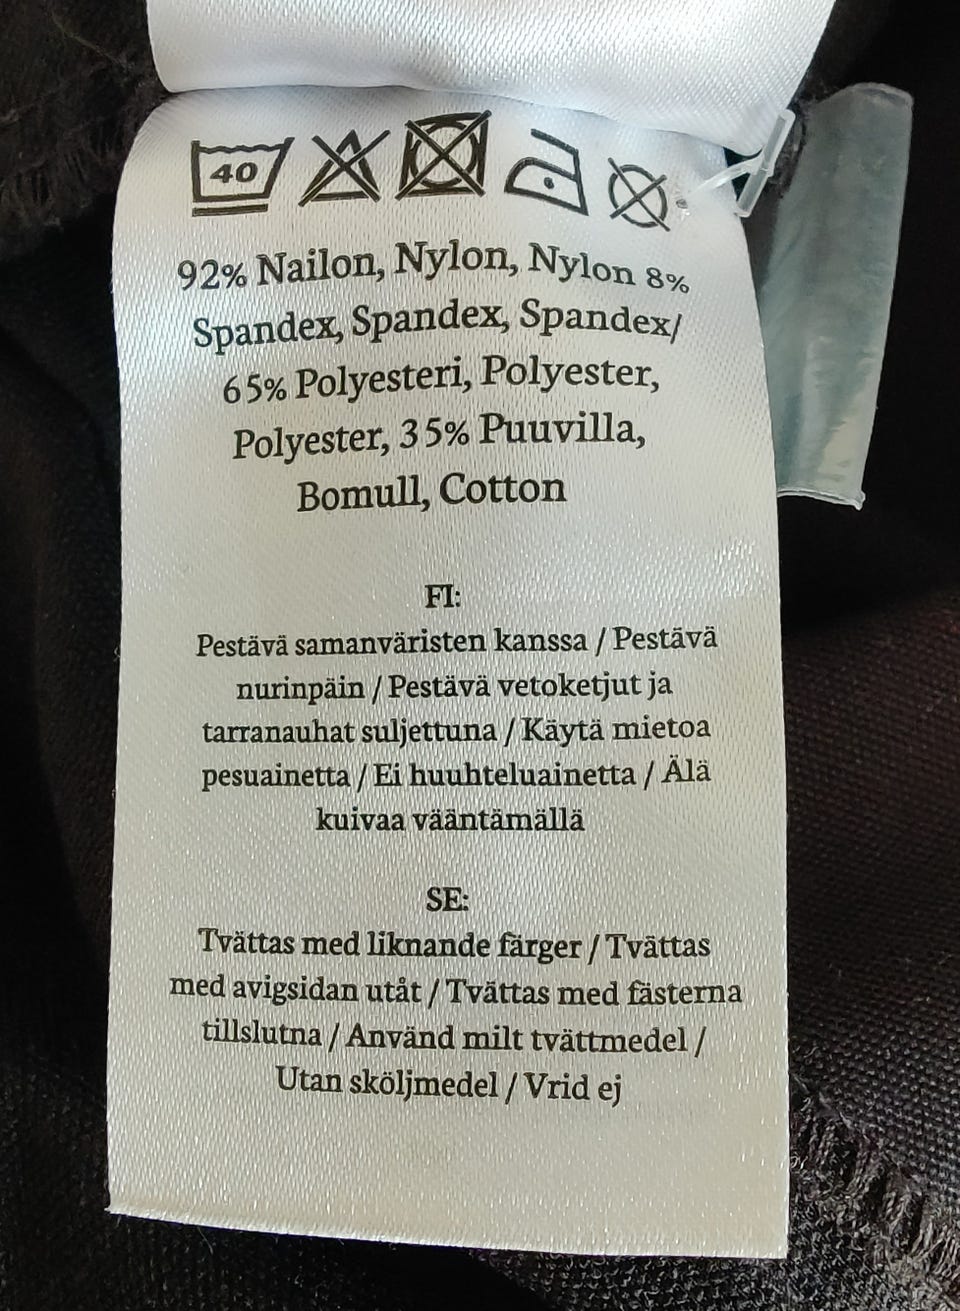 40
92% Nailon, Nylon, Nylon 8%
Spandex, Spandex, Spandex/
65% Polyesteri, Polyester,
Polyester, 35% Puuvilla,
Bomull, Cotton
FI:
Pestävä samanväristen kanssa / Pestävä
nurinpäin / Pestävä vetoketjut ja
tarranauhat suljettuna / Käytä mietoa
pesuainetta / Ei huuhteluainetta / Älä
kuivaa vääntämällä
SE:
Tvättas med liknande färger / Tvättas
med avigsidan utåt / Tvättas med fästerna
tillslutna / Använd milt tvättmedel /
Utan sköljmedel / Vrid ej